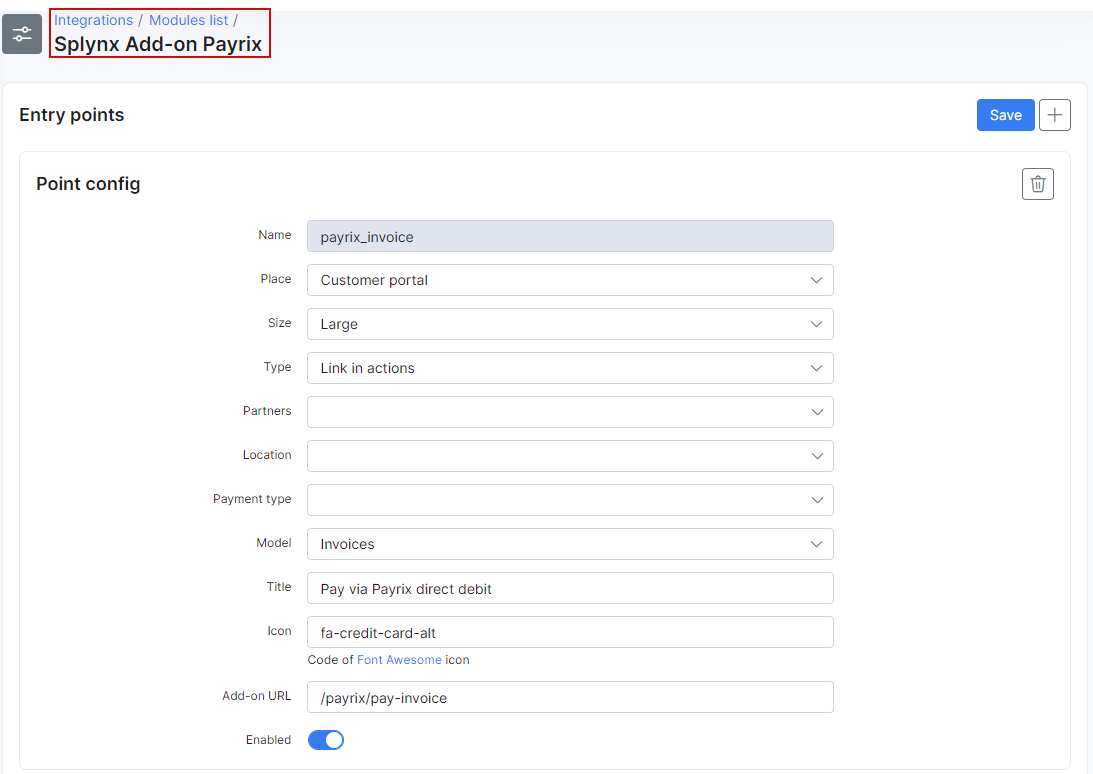 Integrations / Modules list /
Splynx Add-on Payrix
Entry points
Save
Point config
Name payrix_invoice
Place Customer portal
Size Large
Type Link in actions
Partners
Location
Payment type
Model Invoices
Title Pay via Payrix direct debit
Icon fa-credit-card-alt
Code of Font Awesome icon
Add-on URL /payrix/pay-invoice
Enabled